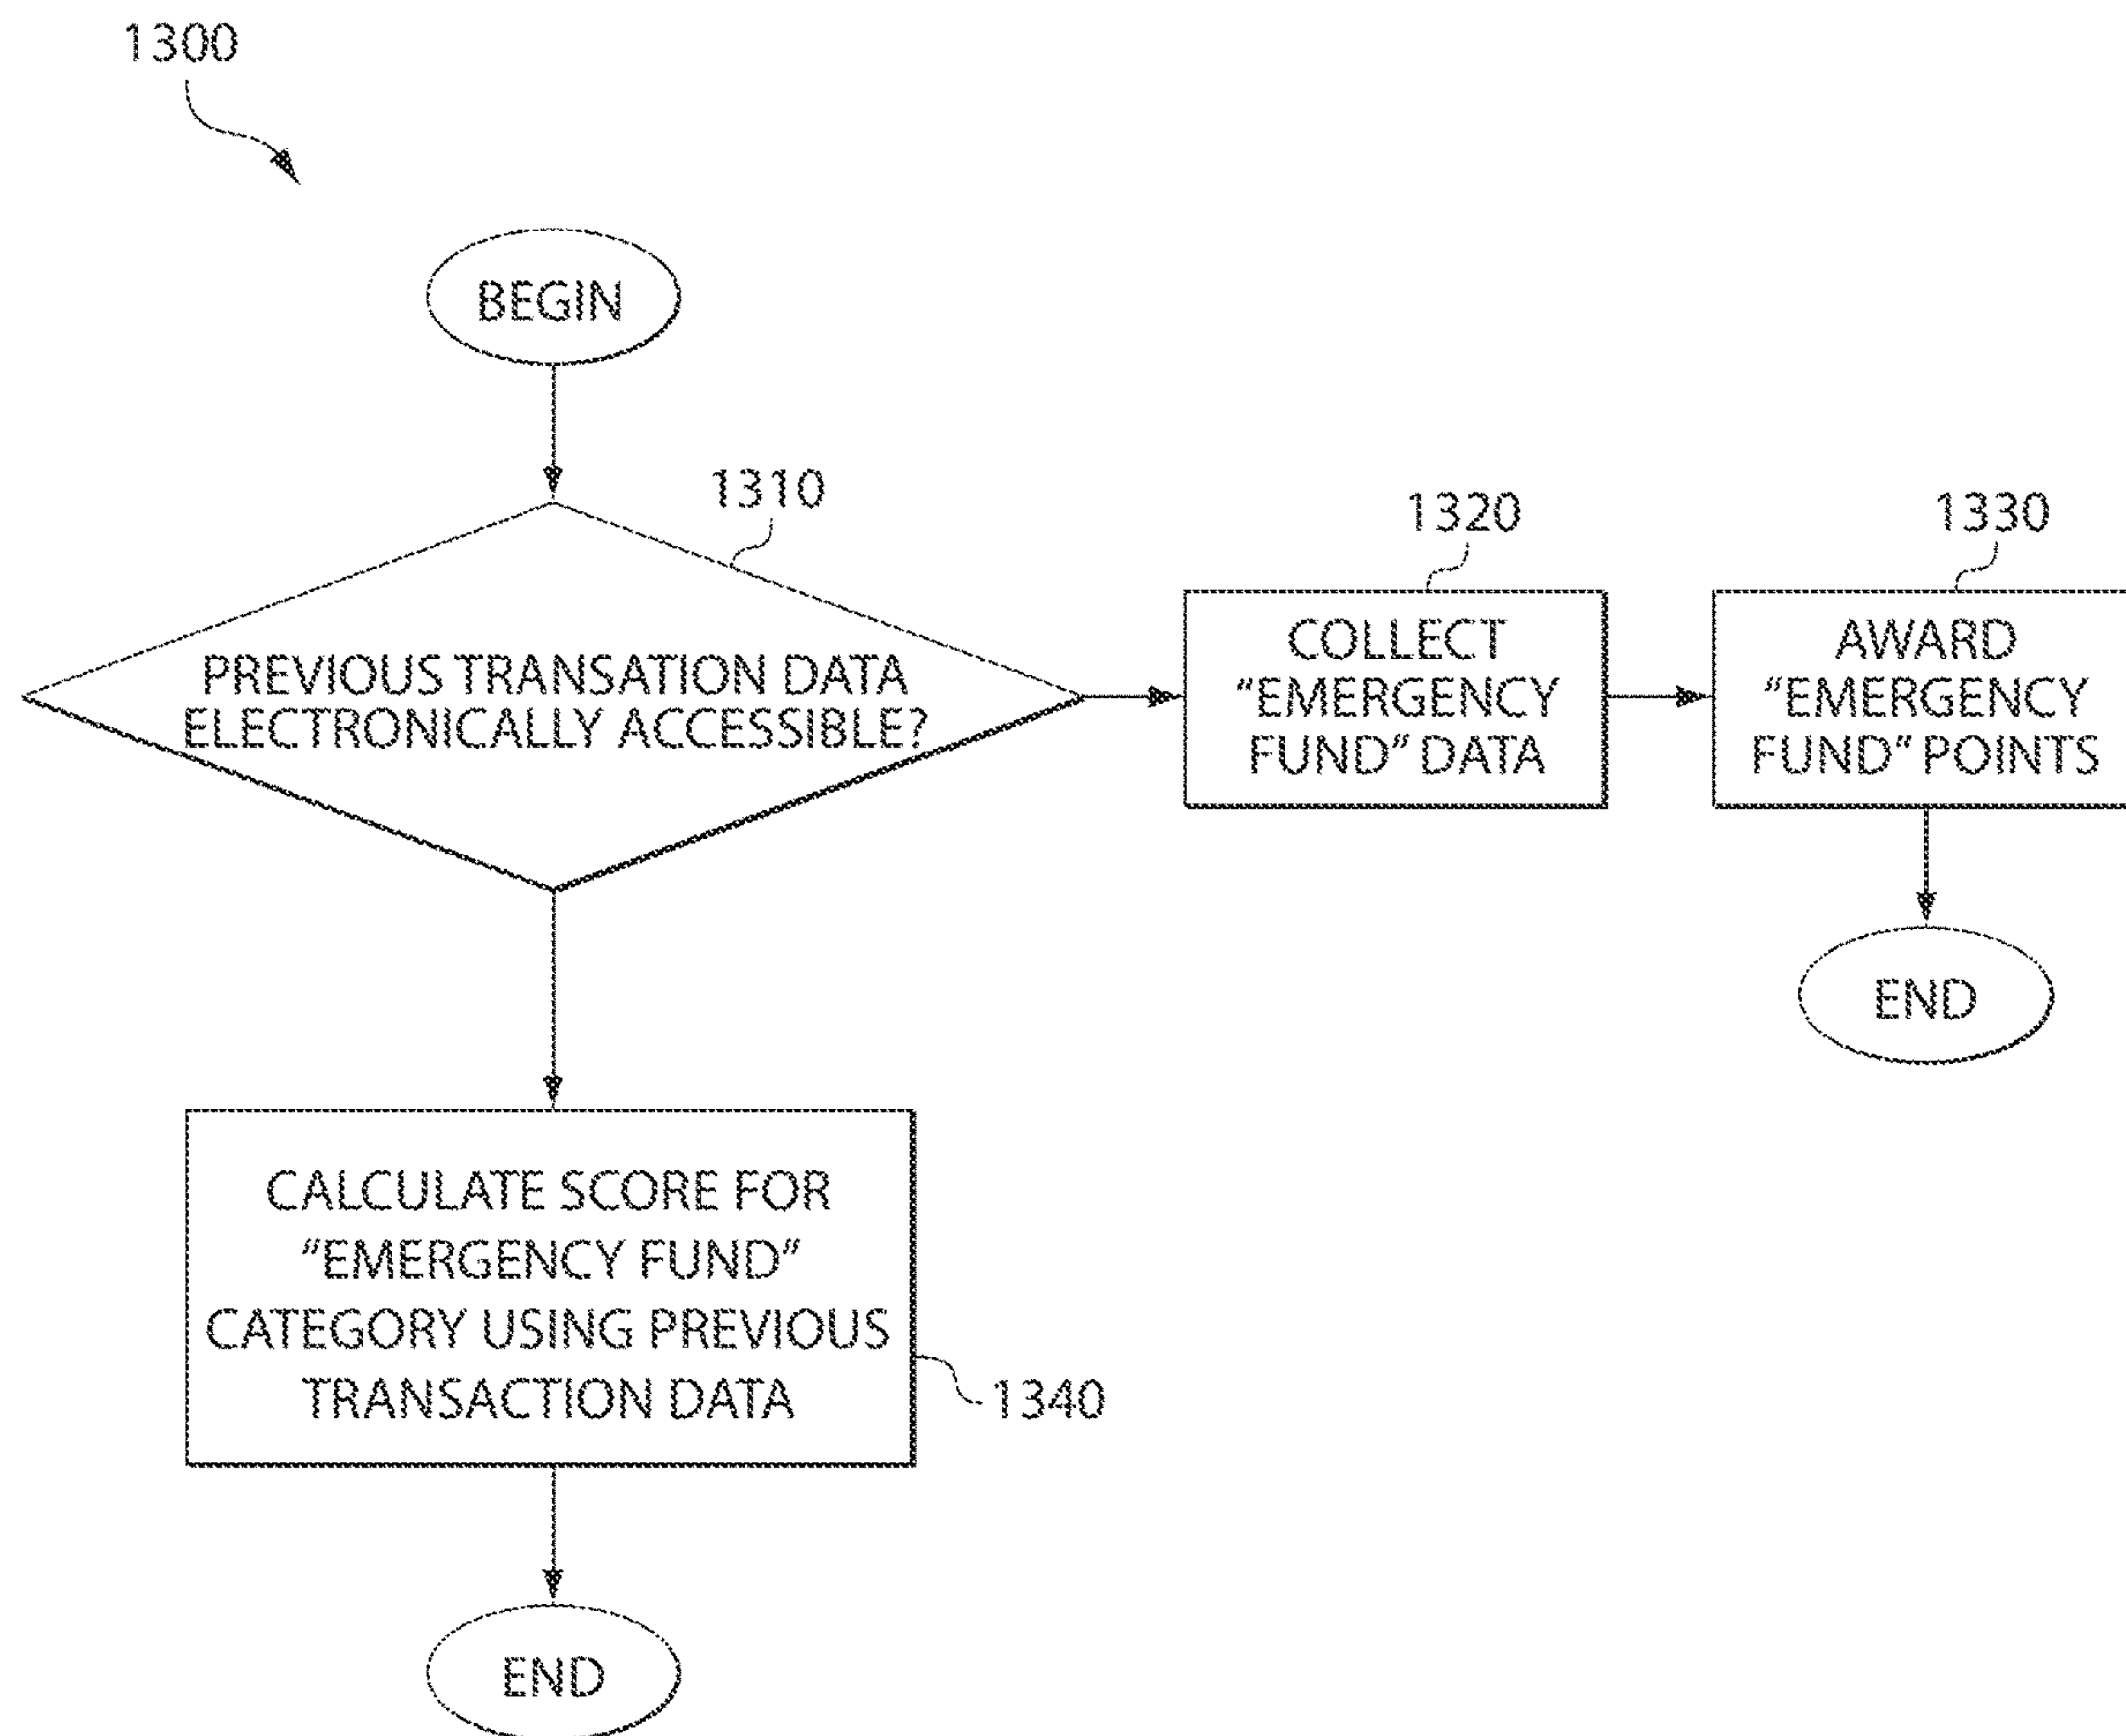 1300
BEGIN
1310
PREVIOUS TRANSATION DATA
ELECTRONICALLY ACCESSIBLE?
1320
COLLECT
“EMERGENCY
FUND” DATA
1330
AWARD
“EMERGENCY
FUND” POINTS
END
CALCULATE SCORE FOR
“EMERGENCY FUND”
CATEGORY USING PREVIOUS
TRANSACTION DATA
1340
END